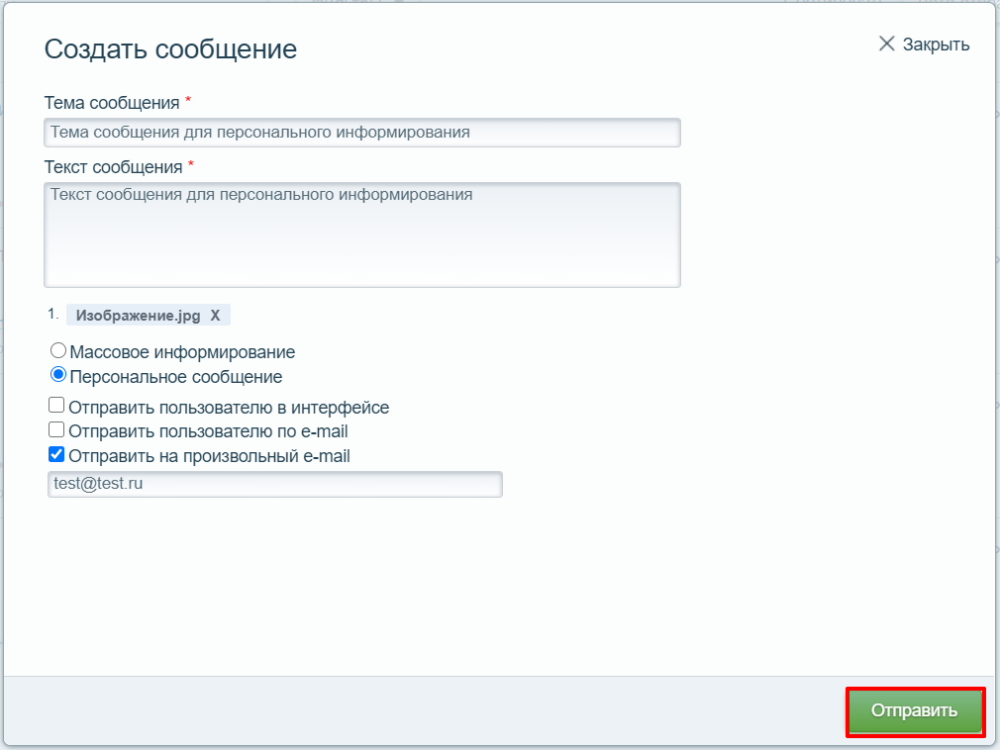 Создать сообщение
Закрыть
Тема сообщения *
Тема сообщения для персонального информирования
Текст сообщения *
Текст сообщения для персонального информирования
1. Изображение.jpg X
Массовое информирование
Персональное сообщение
Отправить пользователю в интерфейсе
Отправить пользователю по e-mail
Отправить на произвольный e-mail
test@test.ru
Отправить